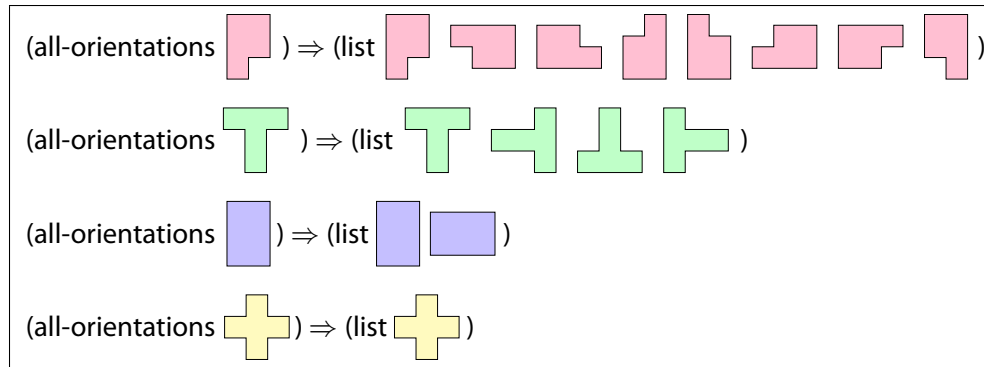 (all-orientations ) ⇒ (list )
(all-orientations ) ⇒ (list )
(all-orientations ) ⇒ (list )
(all-orientations ) ⇒ (list )